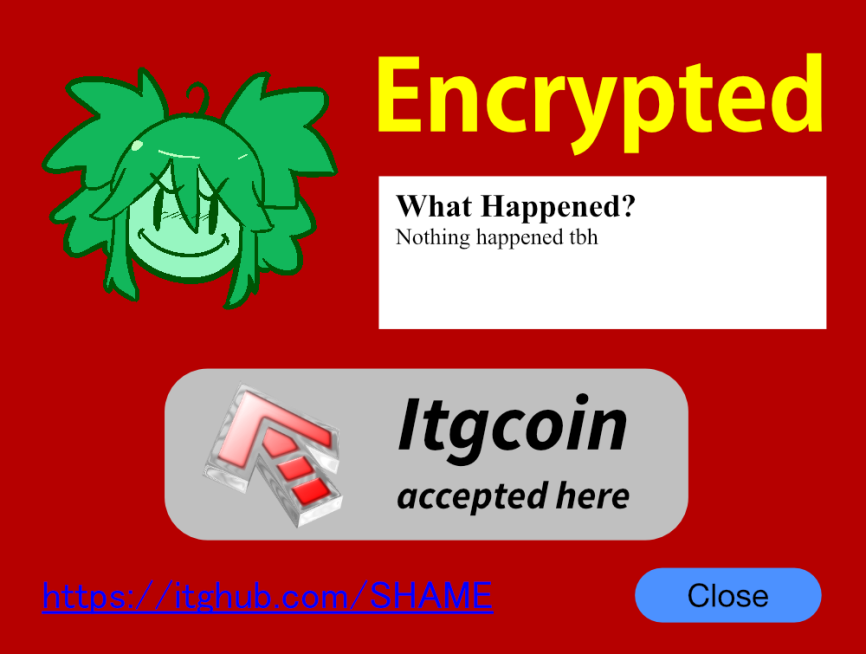 Encrypted
What Happened?
Nothing happened tbh
Itgcoin
accepted here
https://itghub.com/SHAME
Close